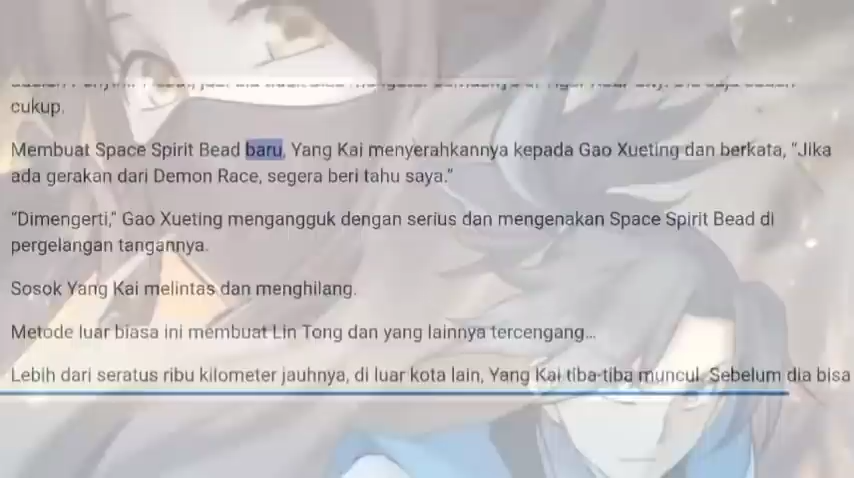 cukup.
Membuat Space Spirit Bead baru, Yang Kai menyerahkannya kepada Gao Xueting dan berkata, “Jika
ada gerakan dari Demon Race, segera beri tahu saya.”
“Dimengerti,” Gao Xueting mengangguk dengan serius dan mengenakan Space Spirit Bead di
pergelangan tangannya.
Sosok Yang Kai melintas dan menghilang.
Metode luar biasa ini membuat Lin Tong dan yang lainnya tercengang...
Lebih dari seratus ribu kilometer jauhnya, di luar kota lain, Yang Kai tiba-tiba muncul. Sebelum dia bisa